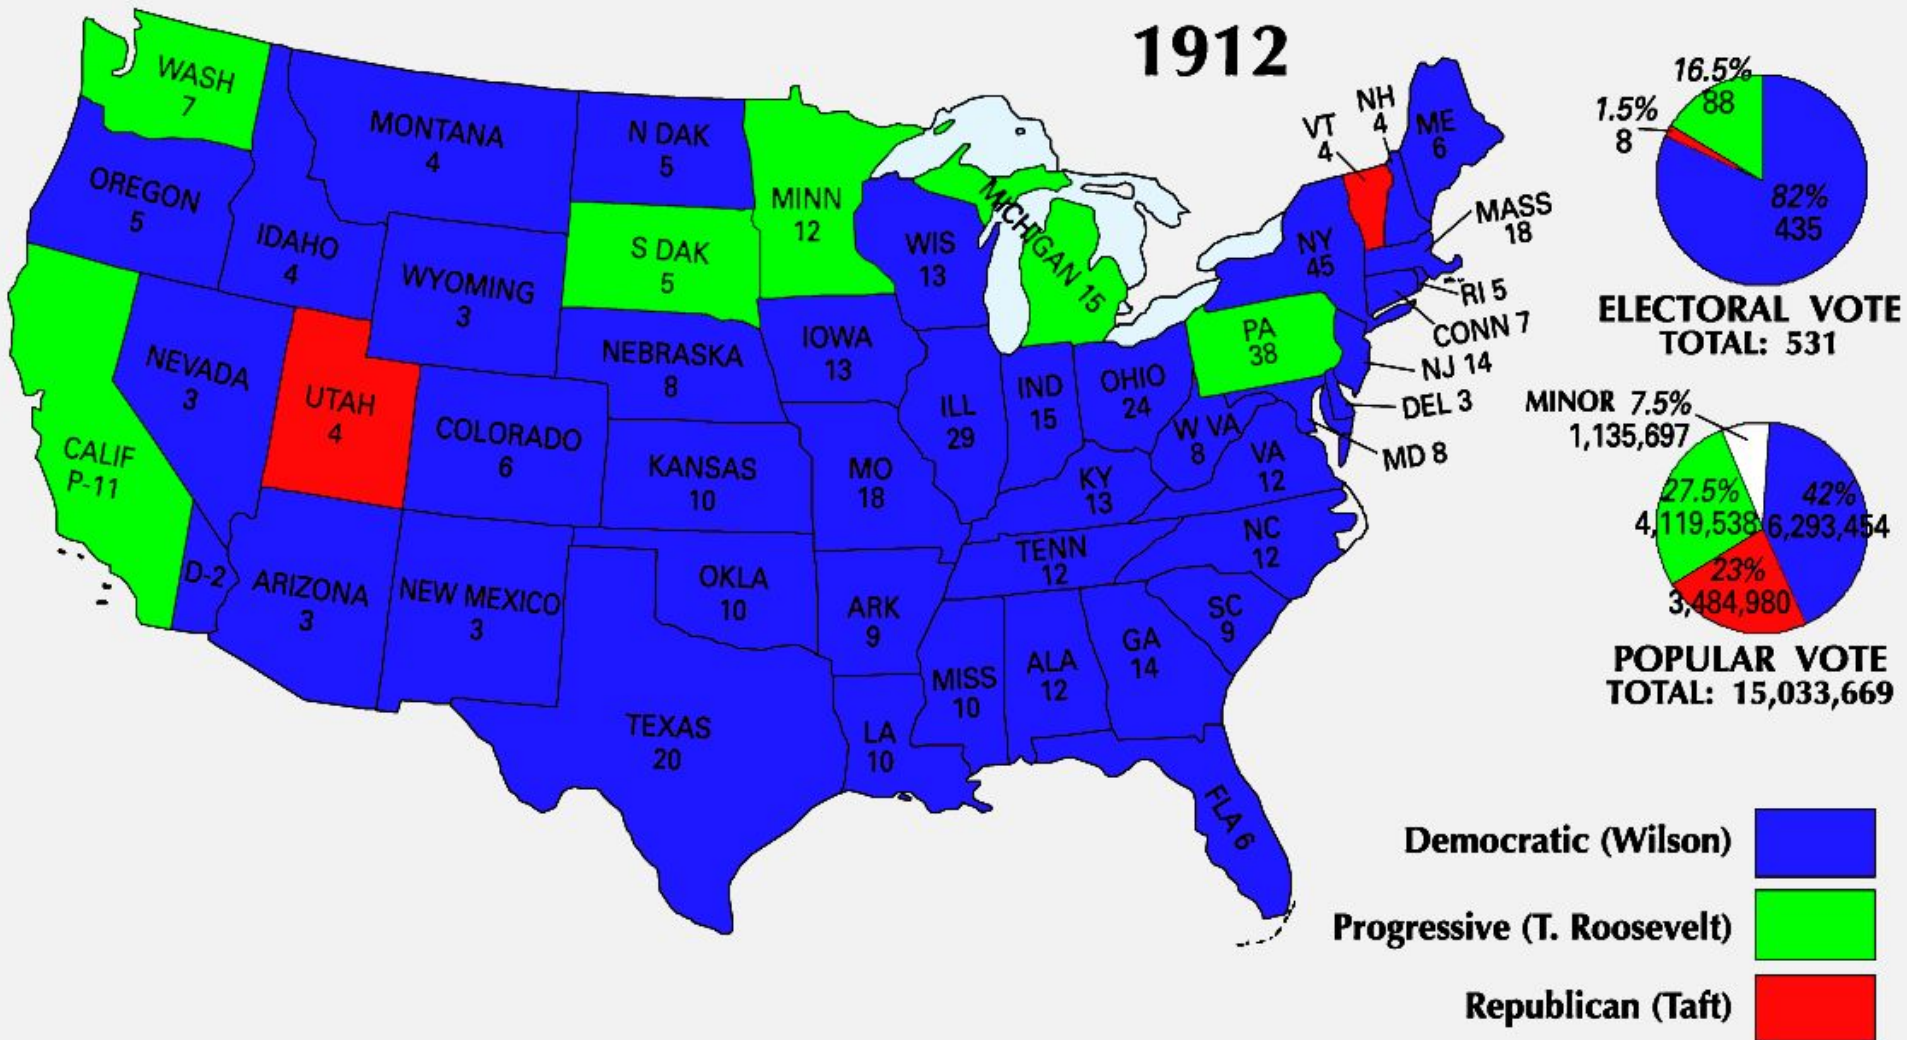 1912
WASH
7
OREGON
5
CALIF
P-11
D-2
NEVADA
3
IDAHO
4
MONTANA
4
WYOMING
3
UTAH
4
COLORADO
6
ARIZONA
3
NEW MEXICO
3
N DAK
5
S DAK
5
NEBRASKA
8
KANSAS
10
OKLA
10
TEXAS
20
MINN
12
IOWA
13
MO
18
ARK
9
LA
10
WIS
13
ILL
29
MICHIGAN 15
IND
15
OHIO
24
KY
13
TENN
12
MISS
10
ALA
12
GA
14
FLA 6
SC
9
NC
12
VA
12
W VA
8
PA
38
NY
45
VT
4
NH
4
ME
6
MASS
18
RI 5
CONN 7
NJ 14
DEL 3
MD 8
16.5%
88
1.5%
8
82%
435
ELECTORAL VOTE
TOTAL: 531
MINOR 7.5%
1,135,697
27.5%
4,119,538
42%
6,293,454
23%
3,484,980
POPULAR VOTE
TOTAL: 15,033,669
Democratic (Wilson)
Progressive (T. Roosevelt)
Republican (Taft)